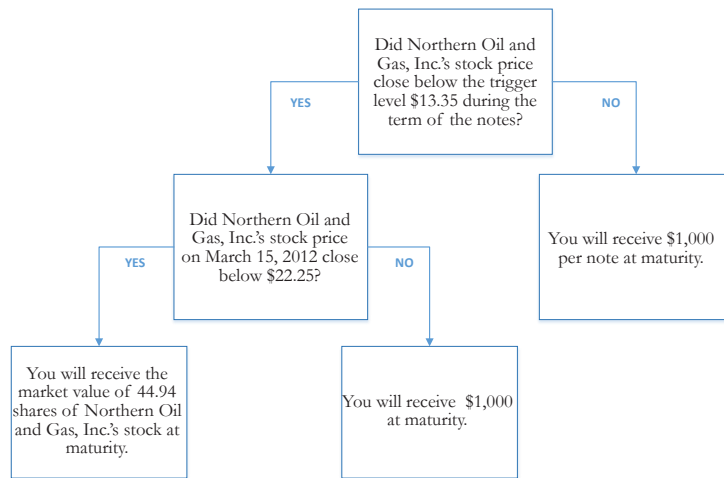 Did Northern Oil and
Gas, Inc.'s stock price
close below the trigger
level $13.35 during the
term of the notes?
YES
NO
Did Northern Oil and
Gas, Inc.'s stock price
on March 15, 2012 close
below $22.25?
You will receive $1,000
per note at maturity.
YES
NO
You will receive the
market value of 44.94
shares of Northern Oil
and Gas, Inc.'s stock at
maturity.
You will receive $1,000
at maturity.